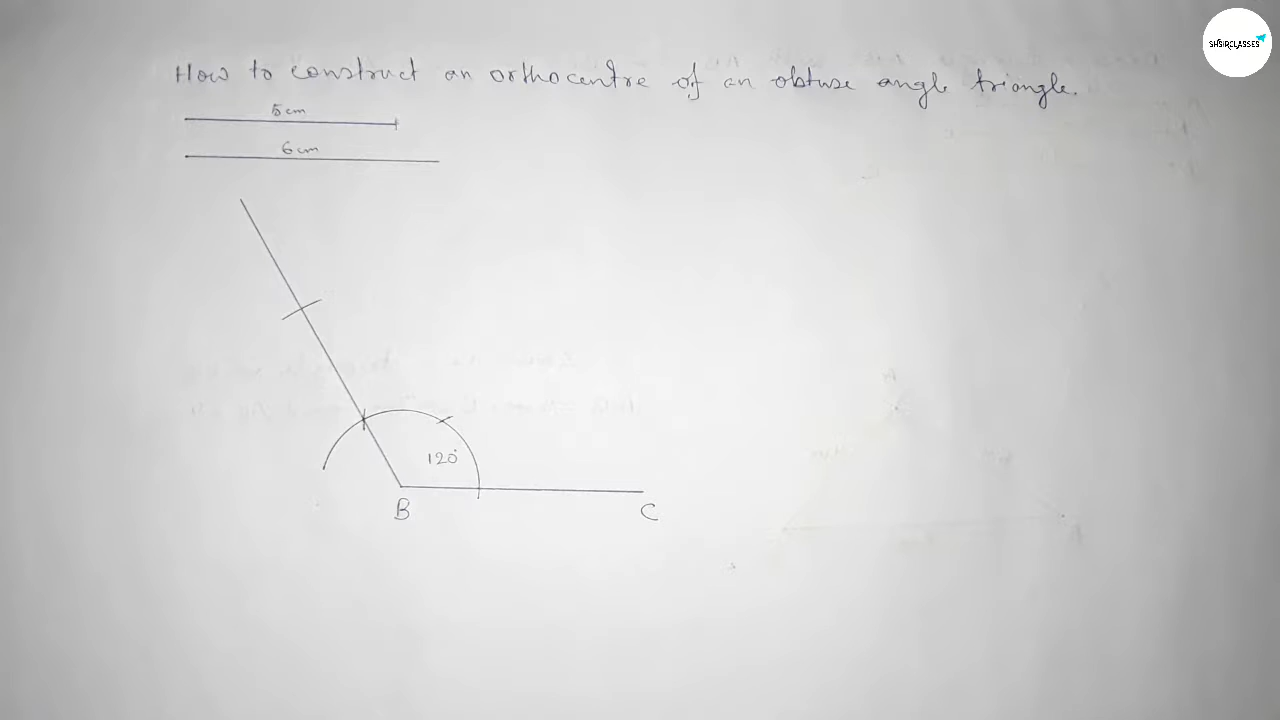 SHSIRCLASSES
How to construct an orthocentre of an obtuse angle triangle.
5cm
6cm
120°
B
C